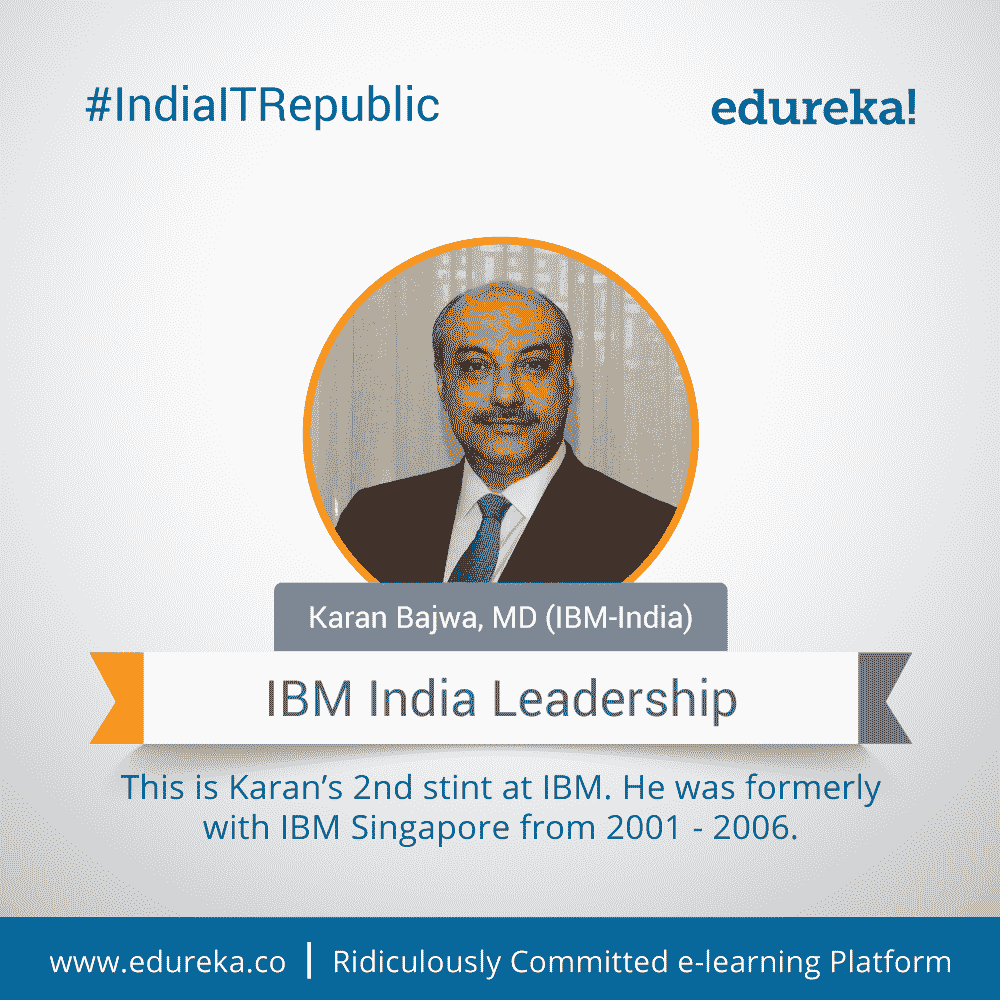 #IndiaITRepublic
edureka!
Karan Bajwa, MD (IBM-India)
IBM India Leadership
This is Karan’s 2nd stint at IBM. He was formerly
with IBM Singapore from 2001 - 2006.
www.edureka.co | Ridiculously Committed e-learning Platform